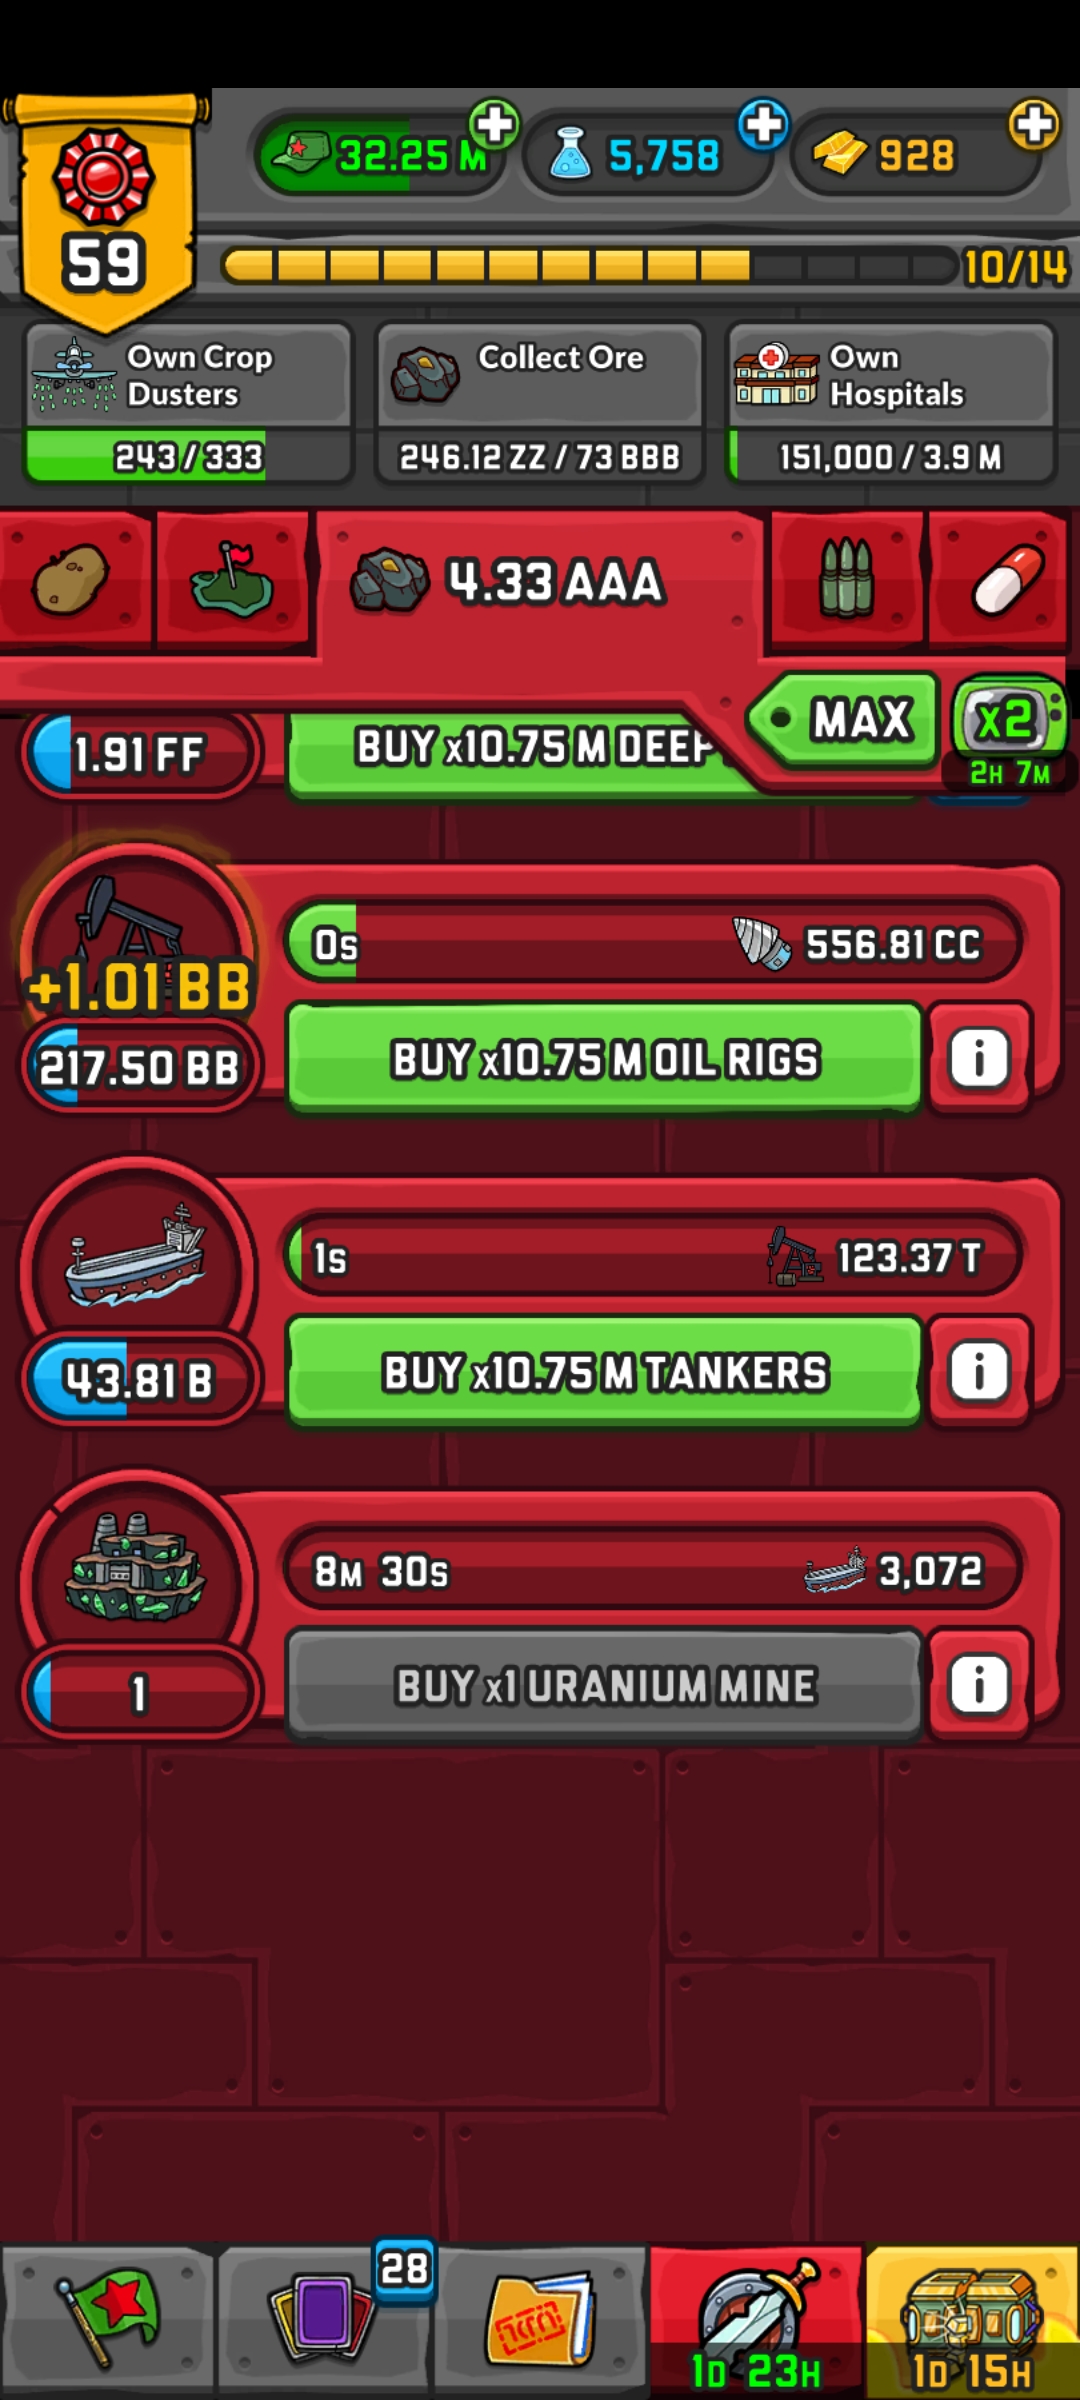 32.25 M
5,758
928
59
10/14
Own Crop
Dusters
243/333
Collect Ore
246.12 ZZ / 73 BBB
Own
Hospitals
151,000 / 3.9 M
4.33 AAA
MAX
x2
2H 7M
1.91 FF
BUY x10.75 M DEEP
0s
556.81 CC
+1.01 BB
217.50 BB
BUY x10.75 M OIL RIGS
i
1s
123.37 T
43.81 B
BUY x10.75 M TANKERS
i
8M 30s
3,072
1
BUY x1 URANIUM MINE
i
28
1D 23H
1D 15H